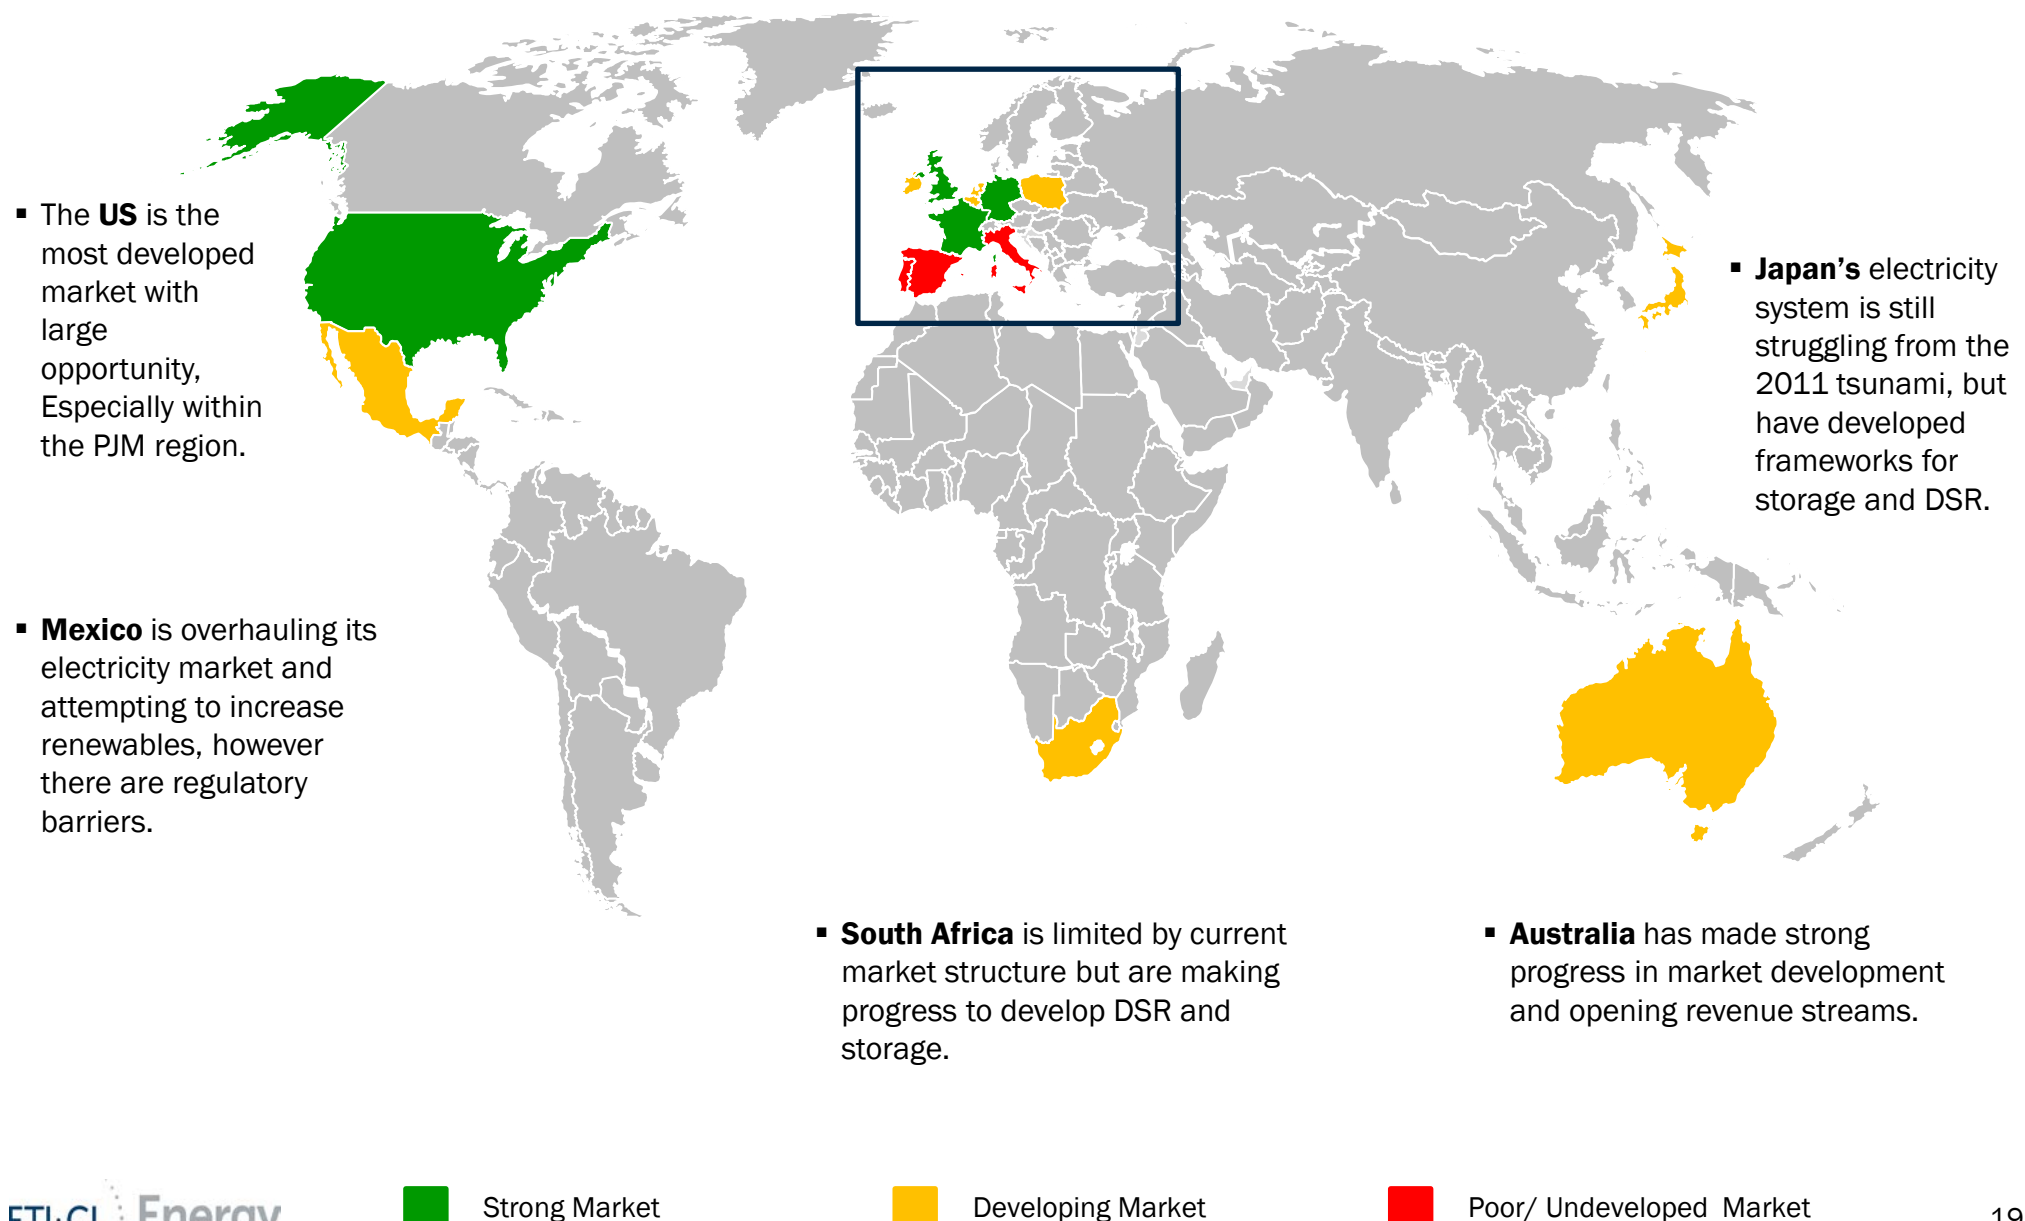 ▪ The US is the
most developed
market with
large
opportunity,
Especially within
the PJM region.
▪ Japan's electricity
system is still
struggling from the
2011 tsunami, but
have developed
frameworks for
storage and DSR.
▪ Mexico is overhauling its
electricity market and
attempting to increase
renewables, however
there are regulatory
barriers.
▪ South Africa is limited by current
market structure but are making
progress to develop DSR and
storage.
▪ Australia has made strong
progress in market development
and opening revenue streams.
Energy
Strong Market
Developing Market
Poor/ Undeveloped Market
19